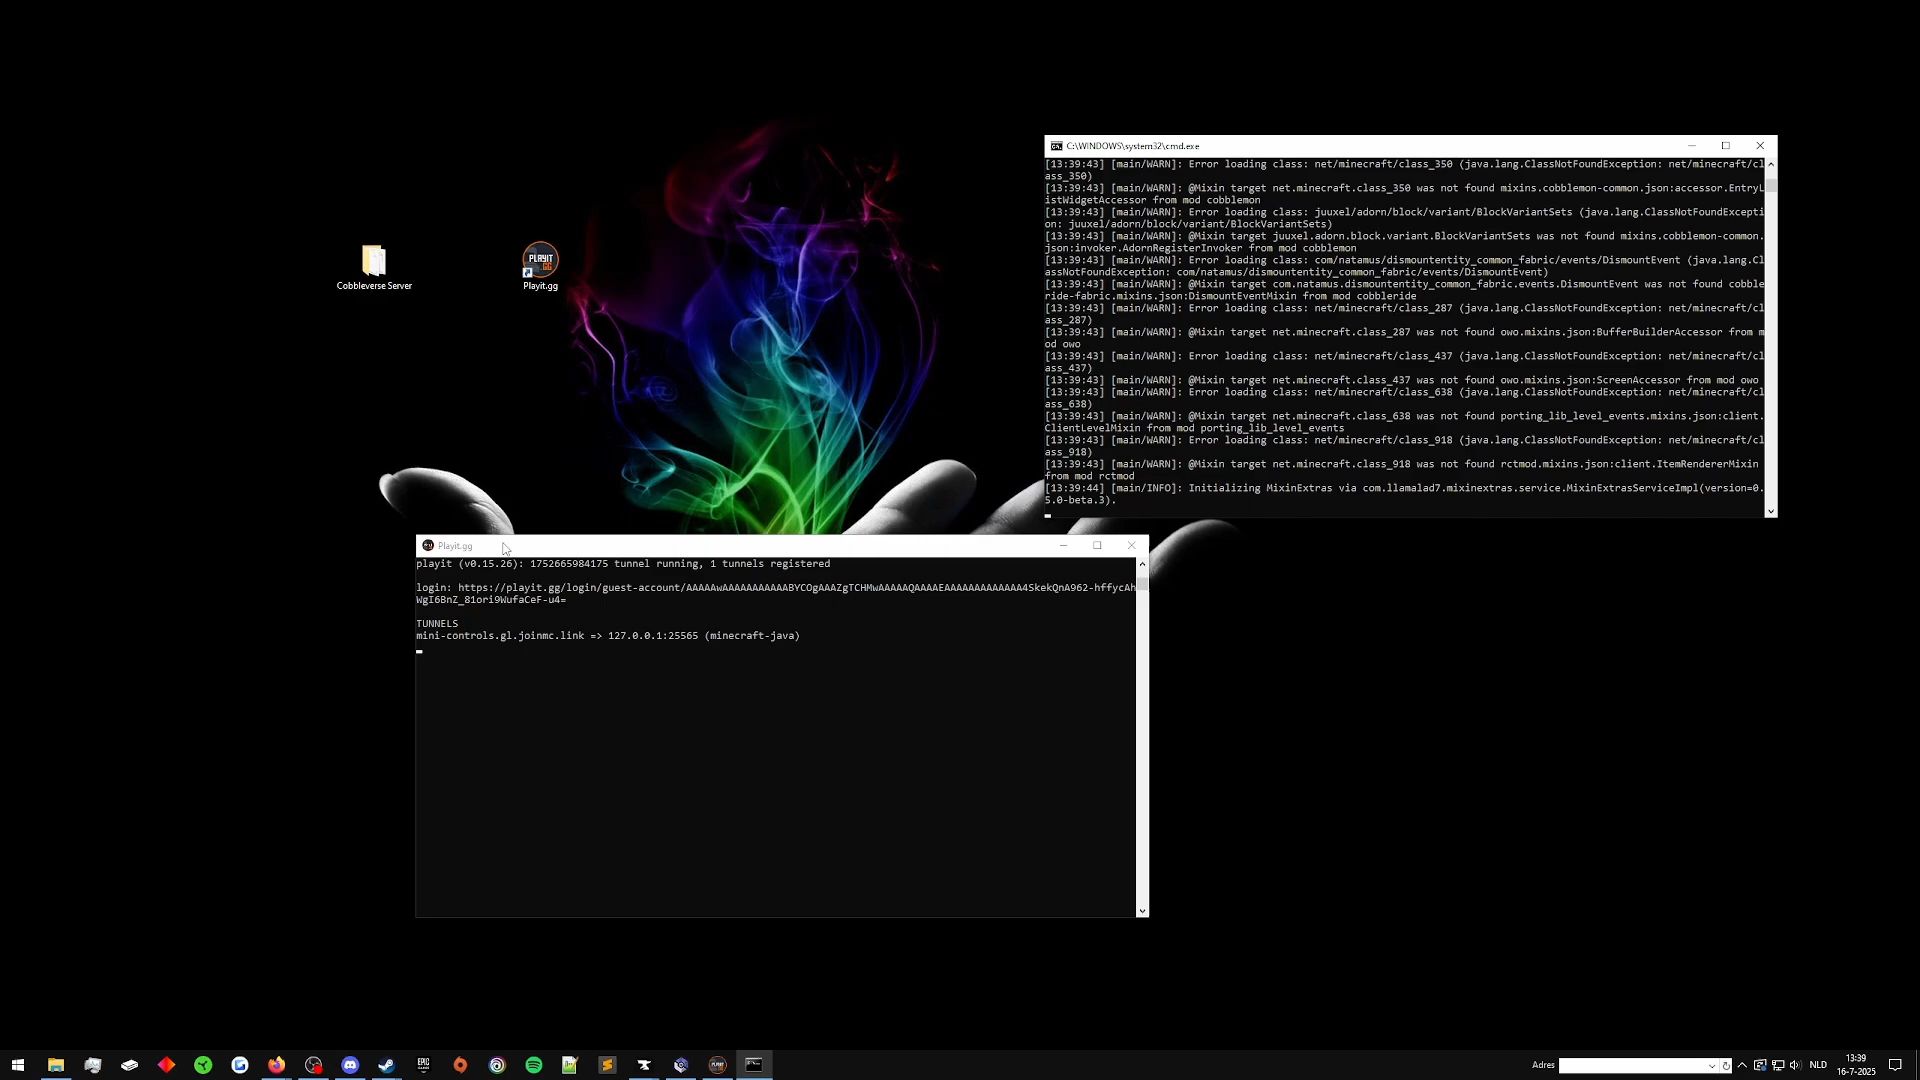 Cobbleverse Server
PLAYIT
GG
Playit.gg
C:\WINDOWS\system32\cmd.exe
[13:39:43] [main/WARN]: Error loading class: net/minecraft/class_350 (java.lang.ClassNotFoundException: net/minecraft/cl
ass_350)
[13:39:43] [main/WARN]: @Mixin target net.minecraft.class_350 was not found mixins.cobblemon-common.json:accessor.EntryL
istWidgetAccessor from mod cobblemon
[13:39:43] [main/WARN]: Error loading class: juuxel/adorn/block/variant/BlockVariantSets (java.lang.ClassNotFoundExcepti
on: juuxel/adorn/block/variant/BlockVariantSets)
[13:39:43] [main/WARN]: @Mixin target juuxel.adorn.block.variant.BlockVariantSets was not found mixins.cobblemon-common.
json:invoker.AdornRegisterInvoker from mod cobblemon
[13:39:43] [main/WARN]: Error loading class: com/natamus/dismountentity_common_fabric/events/DismountEvent (java.lang.Cl
assNotFoundException: com/natamus/dismountentity_common_fabric/events/DismountEvent)
[13:39:43] [main/WARN]: @Mixin target com.natamus.dismountentity_common_fabric.events.DismountEvent was not found cobble
ride-fabric.mixins.json:DismountEventMixin from mod cobbleride
[13:39:43] [main/WARN]: Error loading class: net/minecraft/class_287 (java.lang.ClassNotFoundException: net/minecraft/cl
ass_287)
[13:39:43] [main/WARN]: @Mixin target net.minecraft.class_287 was not found owo.mixins.json:BufferBuilderAccessor from m
od owo
[13:39:43] [main/WARN]: Error loading class: net/minecraft/class_437 (java.lang.ClassNotFoundException: net/minecraft/cl
ass_437)
[13:39:43] [main/WARN]: @Mixin target net.minecraft.class_437 was not found owo.mixins.json:ScreenAccessor from mod owo
[13:39:43] [main/WARN]: Error loading class: net/minecraft/class_638 (java.lang.ClassNotFoundException: net/minecraft/cl
ass_638)
[13:39:43] [main/WARN]: @Mixin target net.minecraft.class_638 was not found porting_lib_level_events.mixins.json:client.
ClientLevelMixin from mod porting_lib_level_events
[13:39:43] [main/WARN]: Error loading class: net/minecraft/class_918 (java.lang.ClassNotFoundException: net/minecraft/cl
ass_918)
[13:39:43] [main/WARN]: @Mixin target net.minecraft.class_918 was not found rctmod.mixins.json:client.ItemRendererMixin
from mod rctmod
[13:39:44] [main/INFO]: Initializing MixinExtras via com.llamalad7.mixinextras.service.MixinExtrasServiceImpl(version=0.
5.0-beta.3).
Playit.gg
playit (v0.15.26): 1752665984175 tunnel running, 1 tunnels registered
login: https://playit.gg/login/guest-account/AAAAAwAAAAAAAAAAABYCOgAAAZgTCHMwAAAAAQAAAAEAAAAAAAAAAAAA4SkekQnA962-hffycAh
WgI6BnZ_81ori9WufaCeF-u4=
TUNNELS
mini-controls.gl.joinmc.link => 127.0.0.1:25565 (minecraft-java)
EPIC
GAMES
Adres
NLD
13:39
16-7-2025